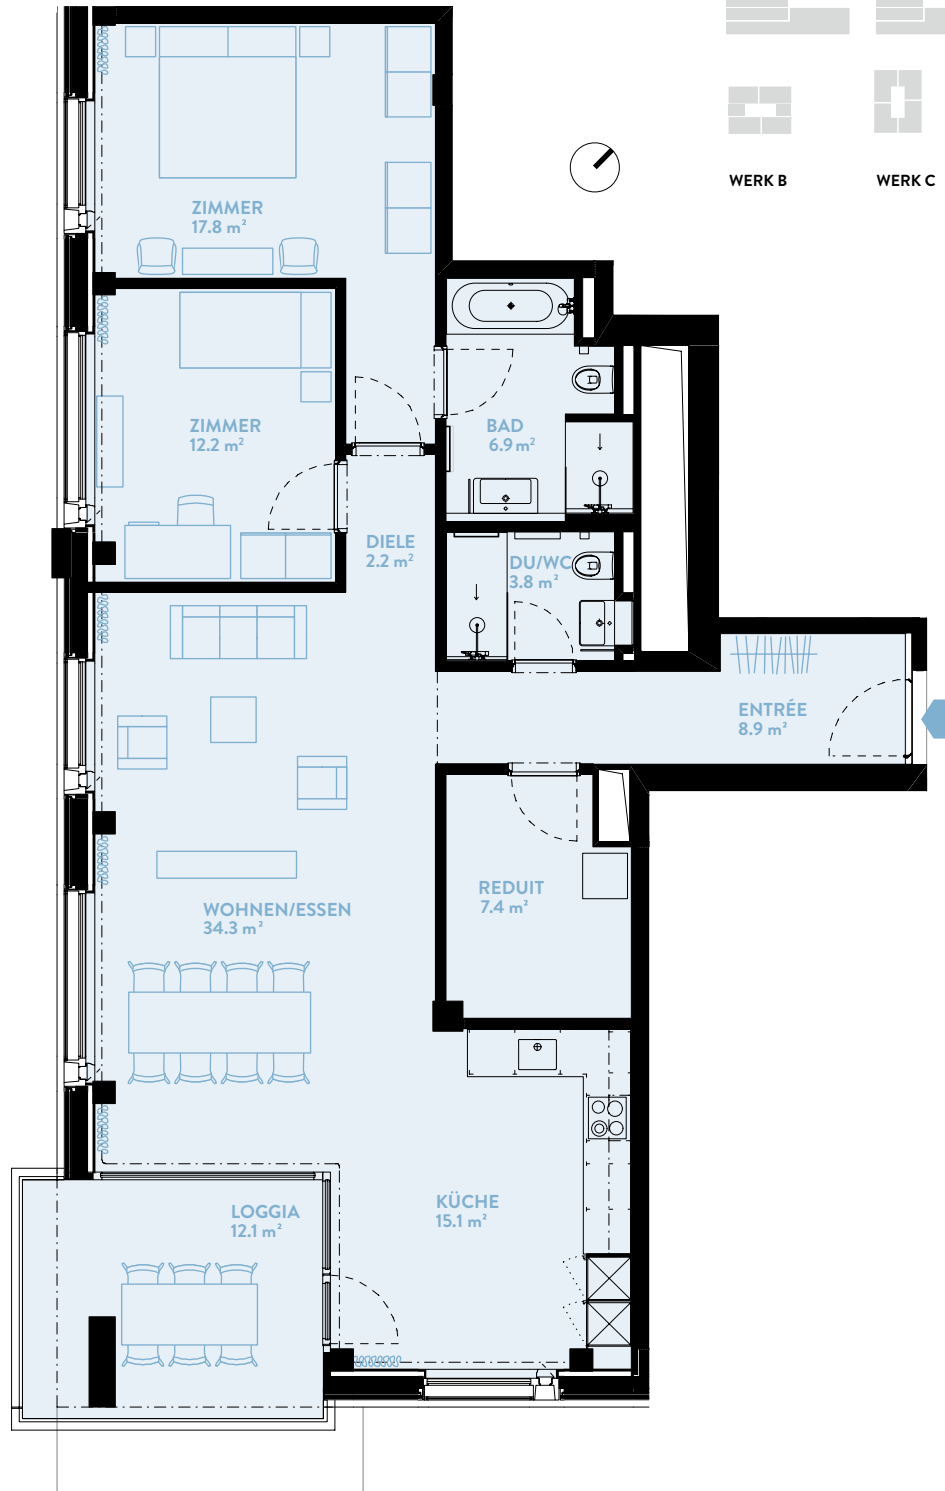 WERK B
WERK C
ZIMMER
17.8 m²
ZIMMER
12.2 m²
BAD
6.9 m²
DIELE
2.2 m²
DU/WC
3.8 m²
ENTRÉE
8.9 m²
REDUIT
7.4 m²
WOHNEN/ESSEN
34.3 m²
KÜCHE
15.1 m²
LOGGIA
12.1 m²